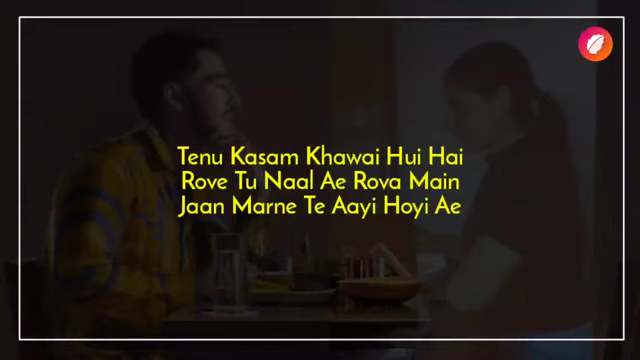 Tenu Kasam Khawai Hui Hai
Rove Tu Naal Ae Rova Main
Jaan Marne Te Aayi Hoyi Ae